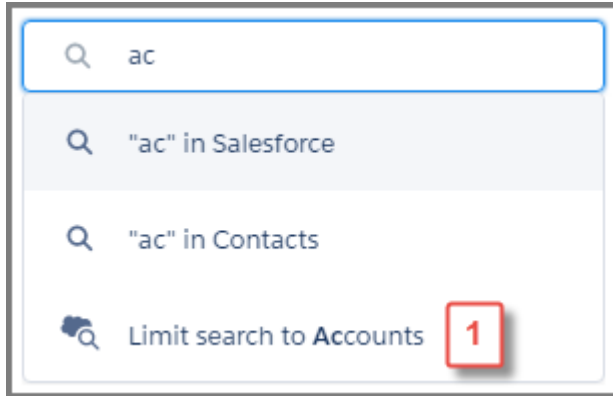 ac
"ac" in Salesforce
"ac" in Contacts
Limit search to Accounts 1